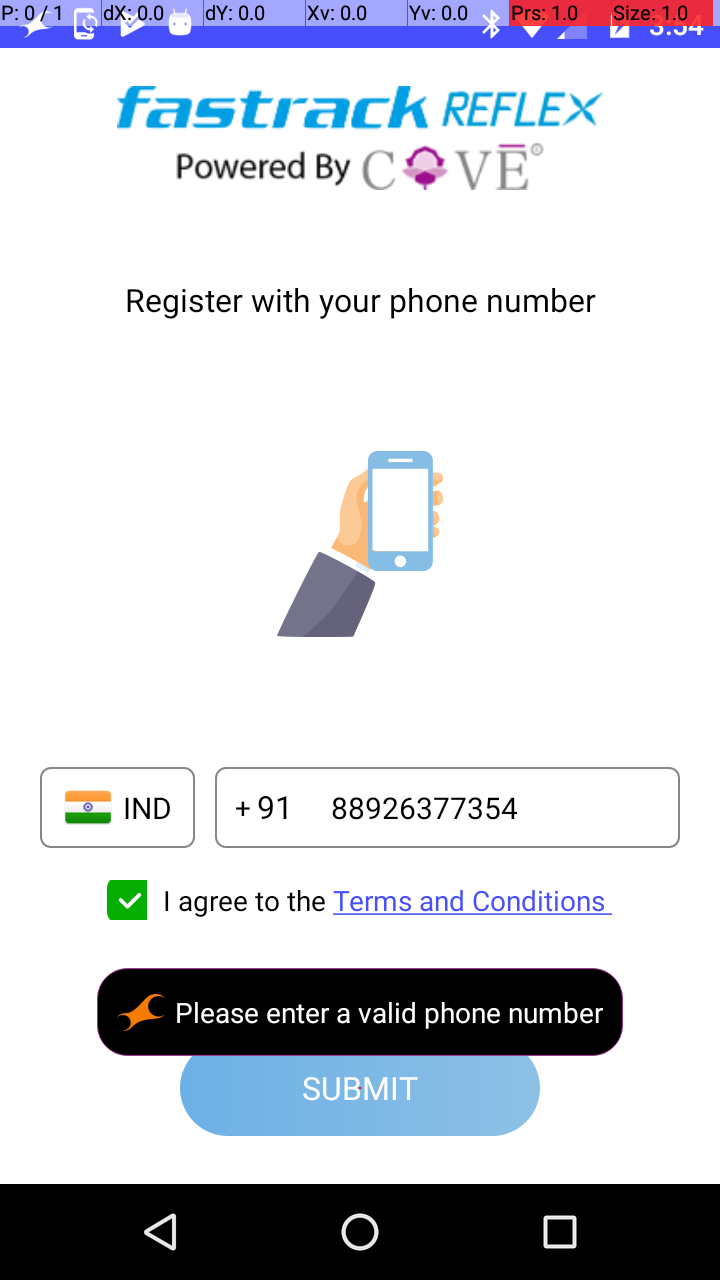 P: 0 / 1 dX: 0.0 dY: 0.0 Xv: 0.0 Yv: 0.0 Prs: 1.0 Size: 1.0
3:54
fastrack REFLEX
Powered By COVE®
Register with your phone number
IND + 91 88926377354
I agree to the Terms and Conditions
Please enter a valid phone number
SUBMIT